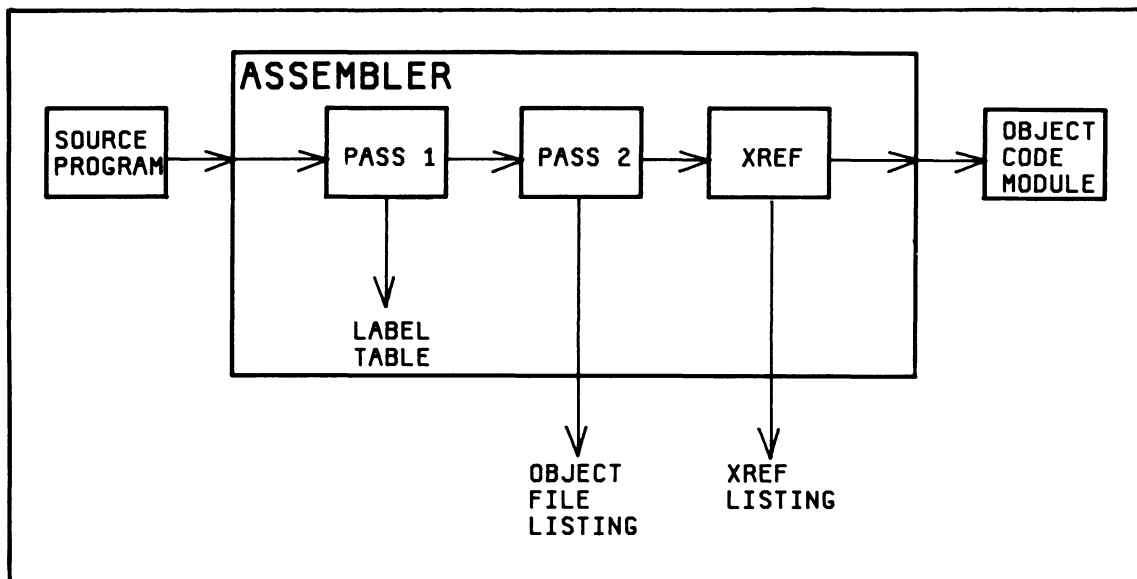 ASSEMBLER
SOURCE
PROGRAM
PASS 1
PASS 2
XREF
OBJECT
CODE
MODULE
LABEL
TABLE
OBJECT
FILE
LISTING
XREF
LISTING